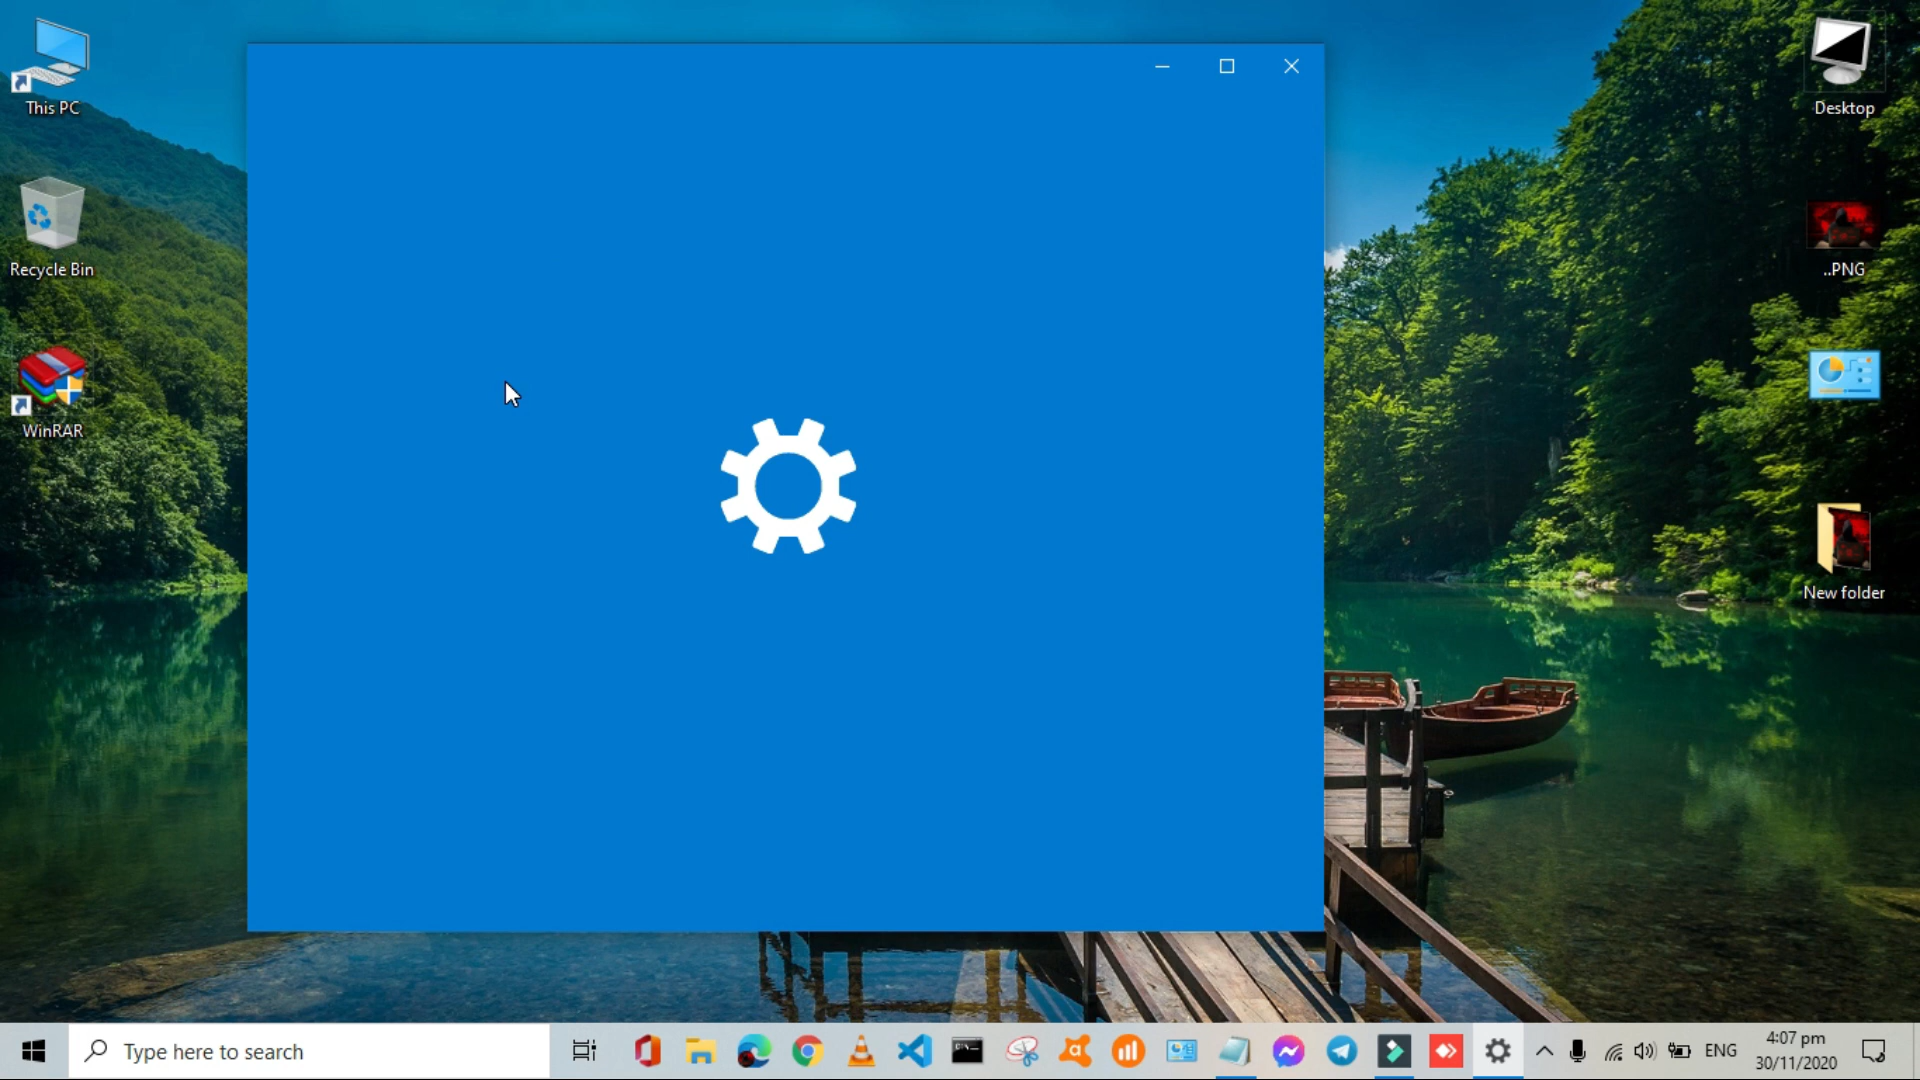 This PC
Recycle Bin
WinRAR
Desktop
..PNG
New folder
Type here to search
ENG
4:07 pm
30/11/2020